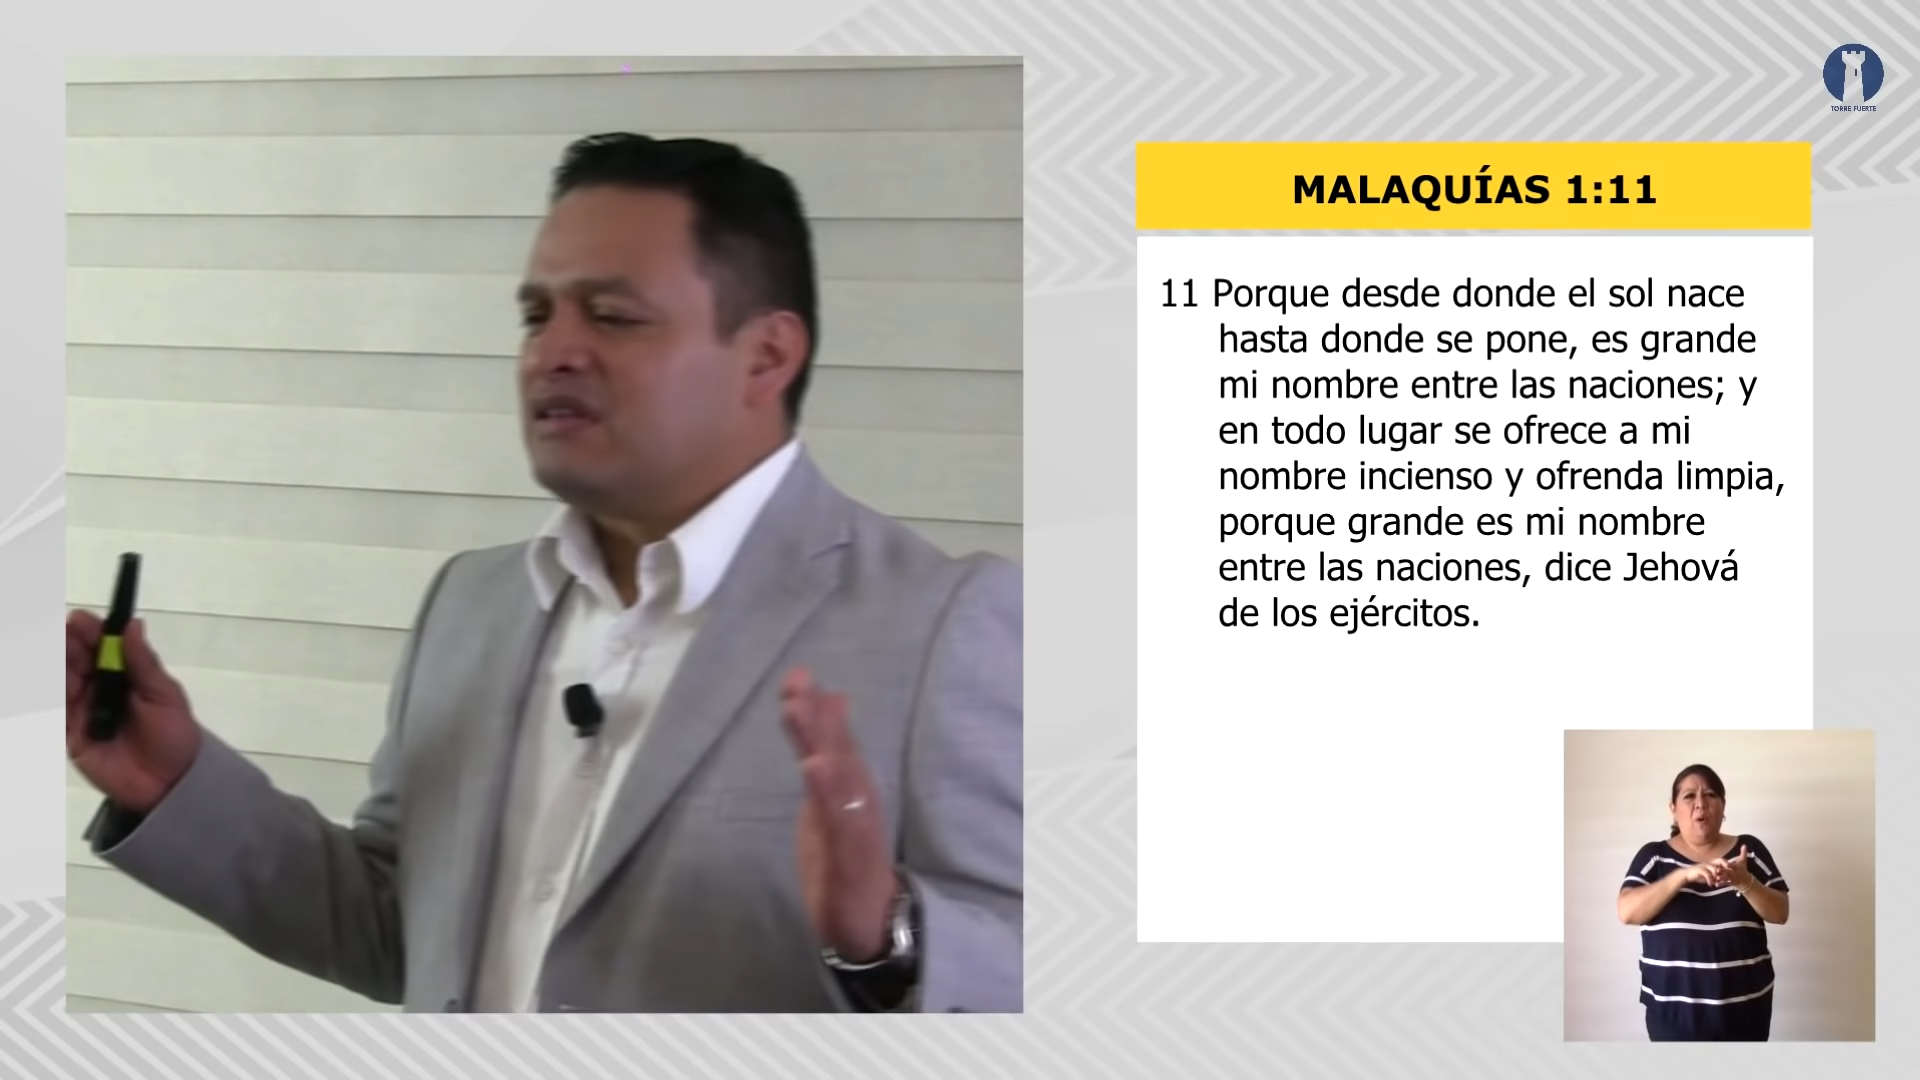 TORRE FUERTE
MALAQUÍAS 1:11
11 Porque desde donde el sol nace
hasta donde se pone, es grande
mi nombre entre las naciones; y
en todo lugar se ofrece a mi
nombre incienso y ofrenda limpia,
porque grande es mi nombre
entre las naciones, dice Jehová
de los ejércitos.